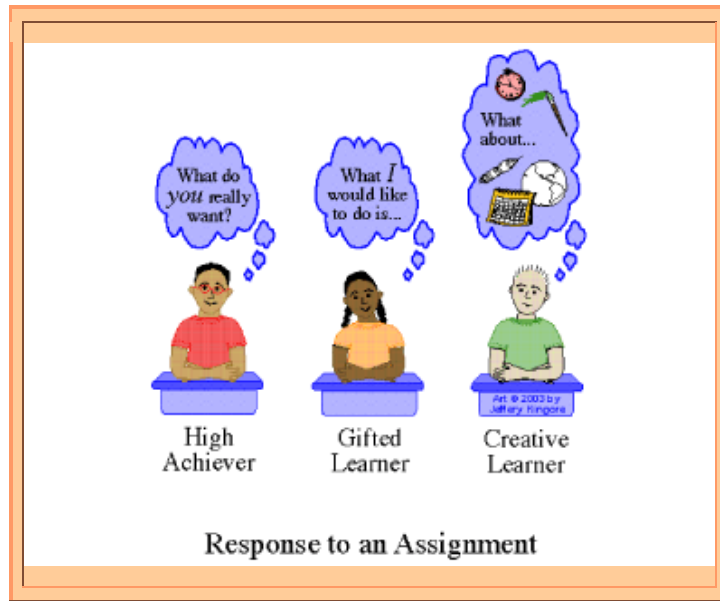 What do
you really
want?
What I
would like
to do is...
What
about...
Art © 2003 by
Jeffery Kingore
High
Achiever
Gifted
Learner
Creative
Learner
Response to an Assignment